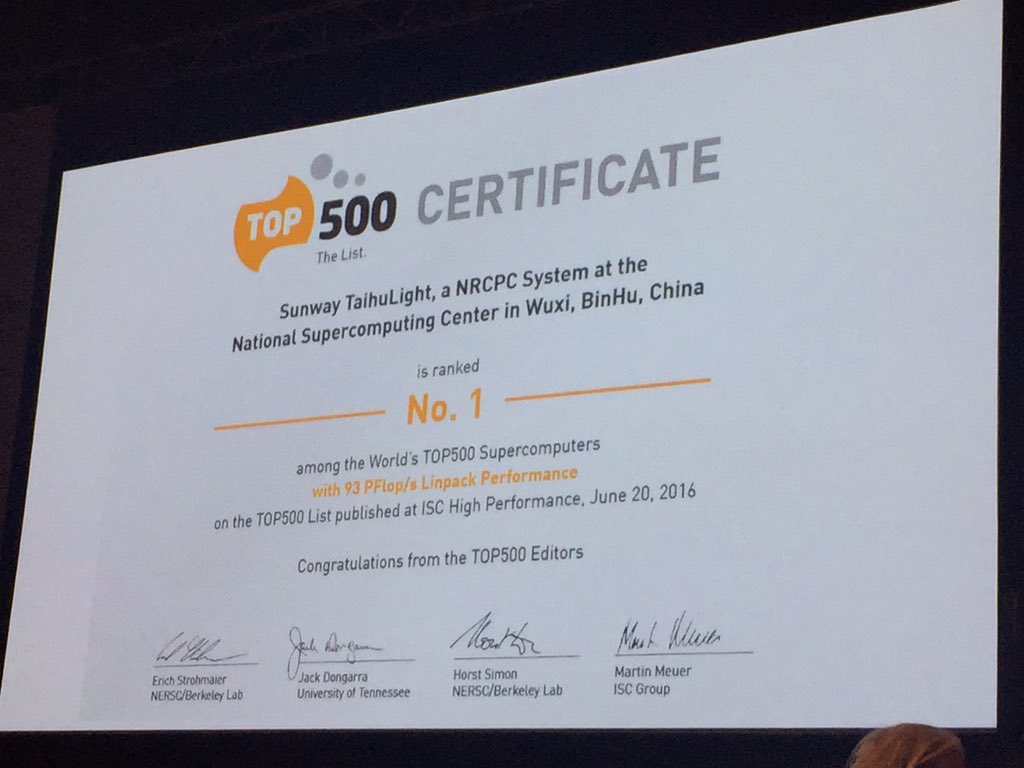 TOP 500 CERTIFICATE
The List.
Sunway TaihuLight, a NRCPC System at the
National Supercomputing Center in Wuxi, BinHu, China
is ranked
No. 1
among the World's TOP500 Supercomputers
with 93 PFlop/s Linpack Performance
on the TOP500 List published at ISC High Performance, June 20, 2016
Congratulations from the TOP500 Editors
Erich Strohmaier
NERSC/Berkeley Lab
Jack Dongarra
Jack Dongarra
University of Tennessee
Horst Simon
NERSC/Berkeley Lab
Martin Meuer
ISC Group